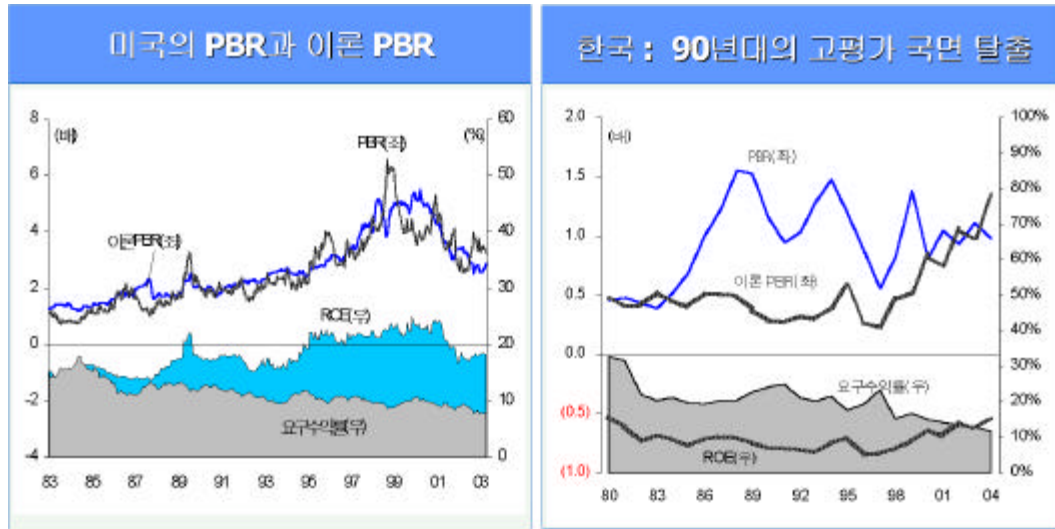 미국의 PBR과 이론 PBR
8
6
4
2
0
-2
-4
(배)
60
50
40
30
20
10
0
(%)
PBR(좌)
이론PBR(좌)
ROE(우)
요구수익률(우)
83 85 87 89 91 93 95 97 99 01 03
한국 : 90년대의 고평가 국면 탈출
2.0
1.5
1.0
0.5
0.0
(0.5)
(1.0)
(배)
100%
90%
80%
70%
60%
50%
40%
30%
20%
10%
0%
PBR(좌)
이론 PBR(좌)
요구수익률(우)
ROE(우)
80 83 86 89 92 95 98 01 04